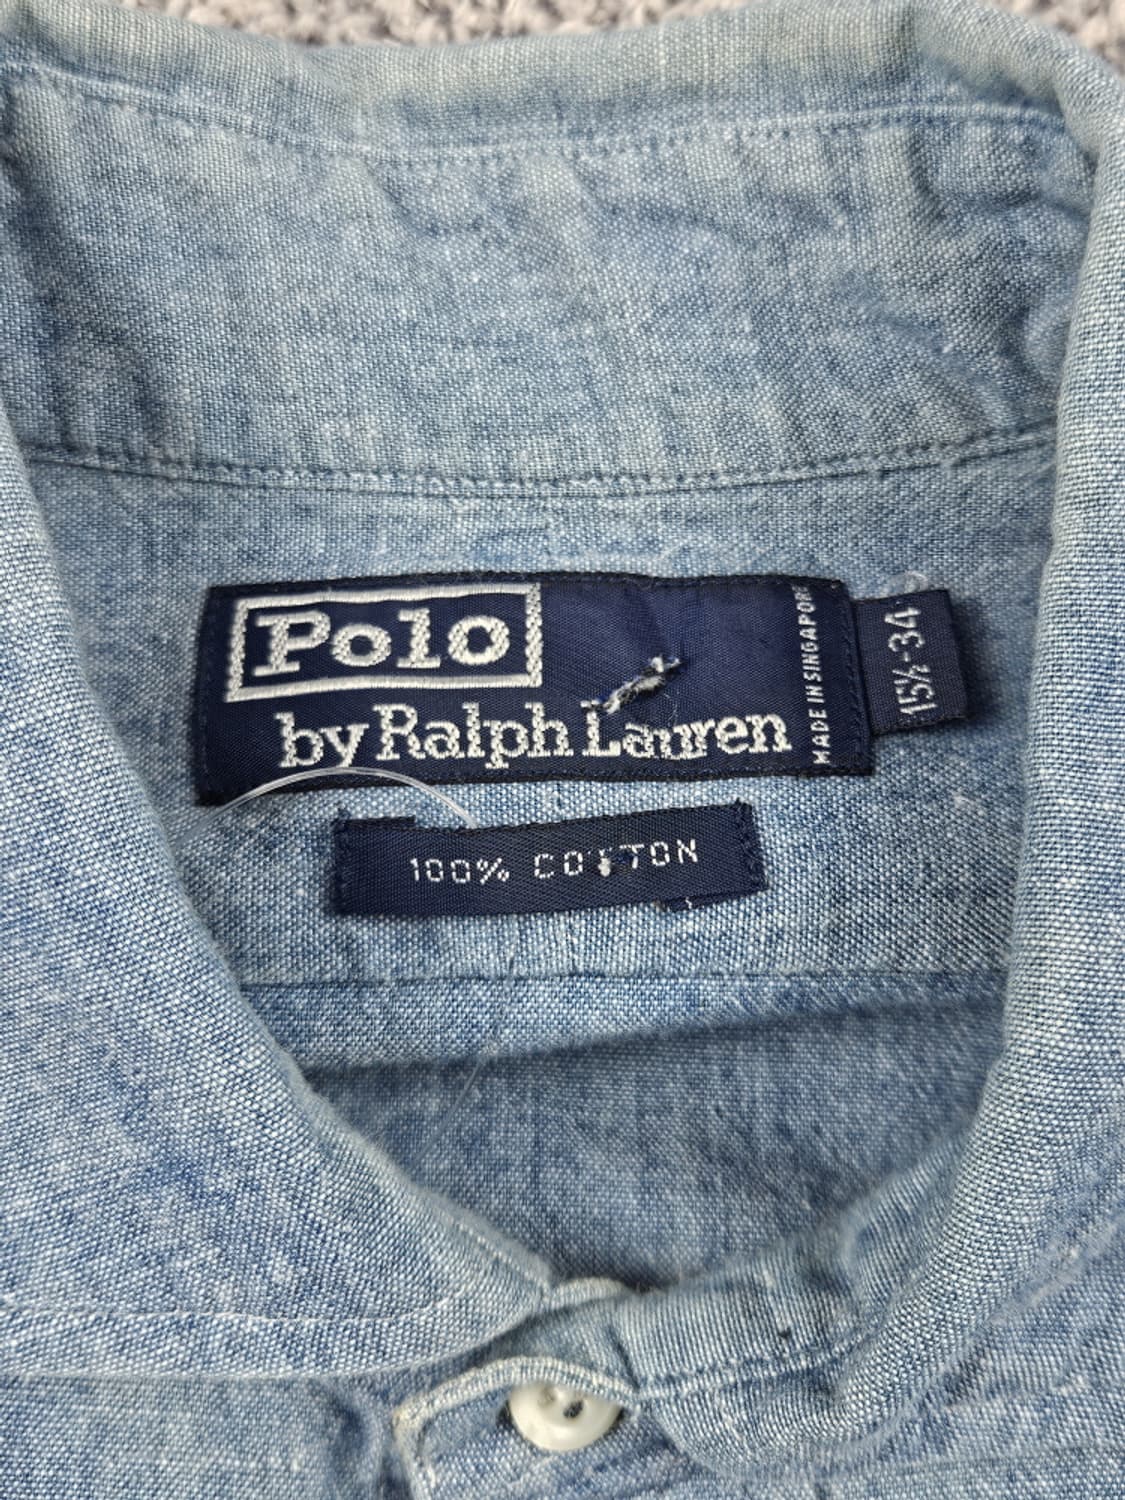 Polo
by Ralph Lauren
MADE IN SINGAPORE
15½-34
100% COTTON